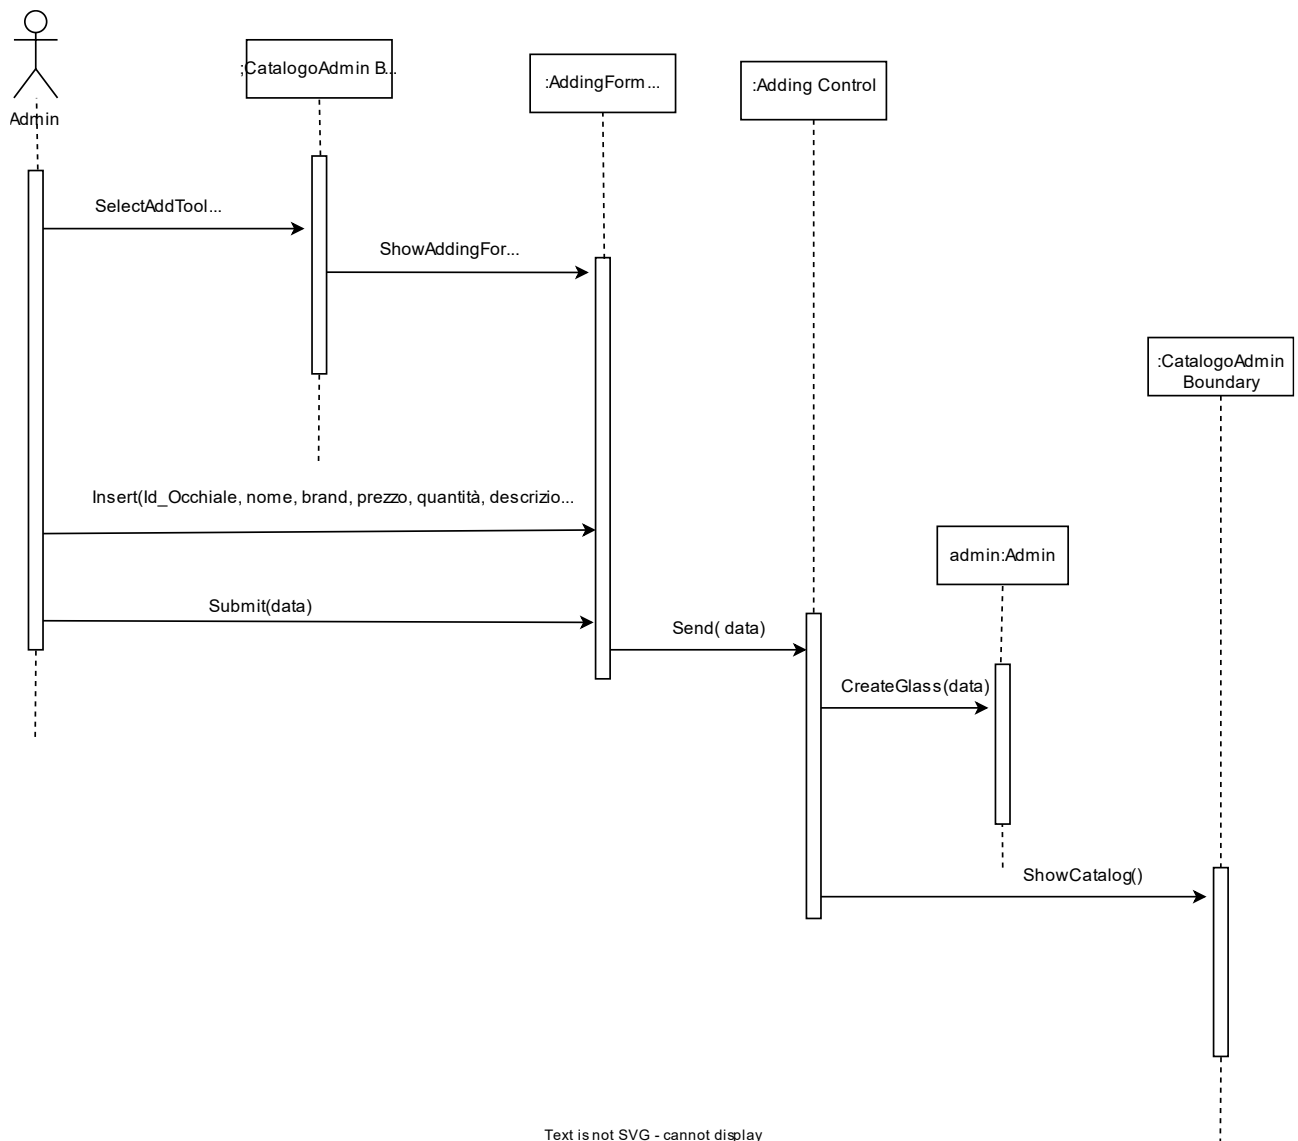 Admin
;CatalogoAdmin B...
:AddingForm...
:Adding Control
SelectAddTool...
ShowAddingFor...
:CatalogoAdmin
Boundary
Insert(Id_Occhiale, nome, brand, prezzo, quantità, descrizio...
admin:Admin
Submit(data)
Send( data)
CreateGlass(data)
ShowCatalog()
Text is not SVG - cannot display